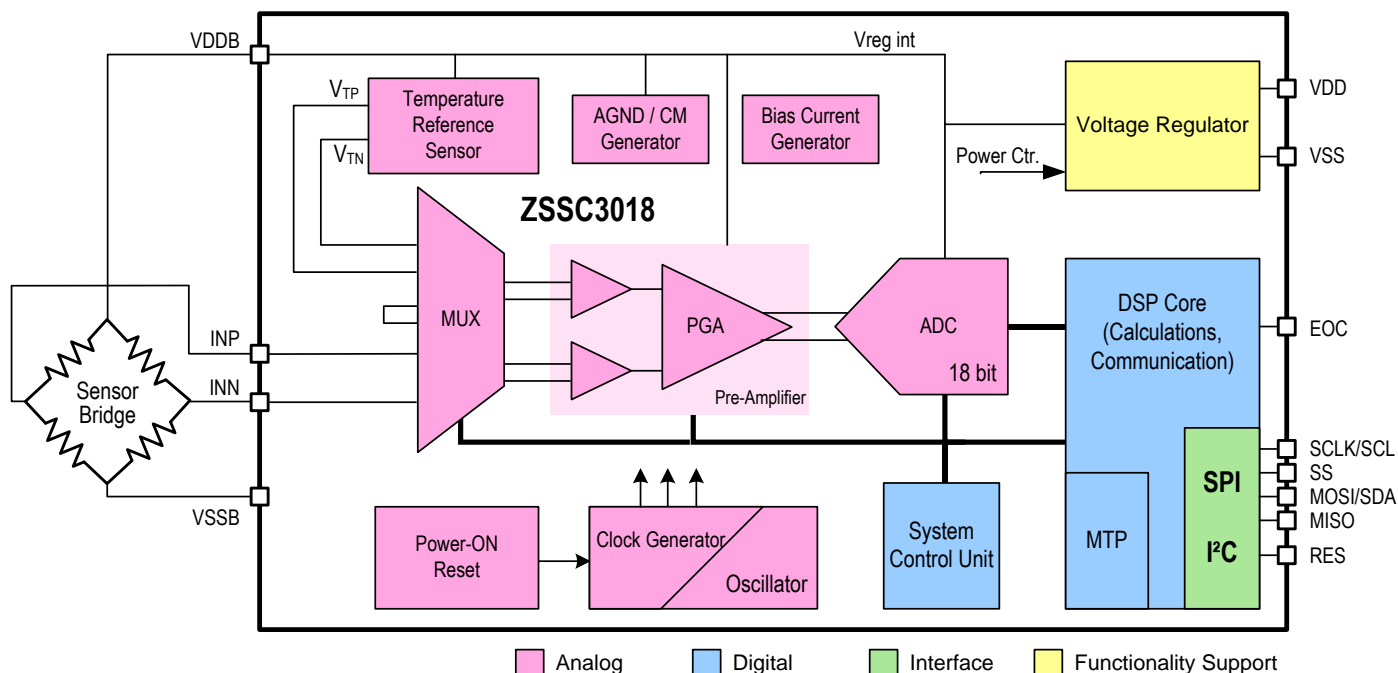 VDDB
Vreg int
VTP
Temperature
Reference
Sensor
VTN
AGND / CM
Generator
Bias Current
Generator
Voltage Regulator
VDD
VSS
Power Ctr.
ZSSC3018
MUX
PGA
Pre-Amplifier
ADC
18 bit
DSP Core
(Calculations,
Communication)
EOC
INP
INN
Sensor
Bridge
VSSB
Power-ON
Reset
Clock Generator
Oscillator
System
Control Unit
MTP
SPI
I²C
SCLK/SCL
SS
MOSI/SDA
MISO
RES
Analog
Digital
Interface
Functionality Support